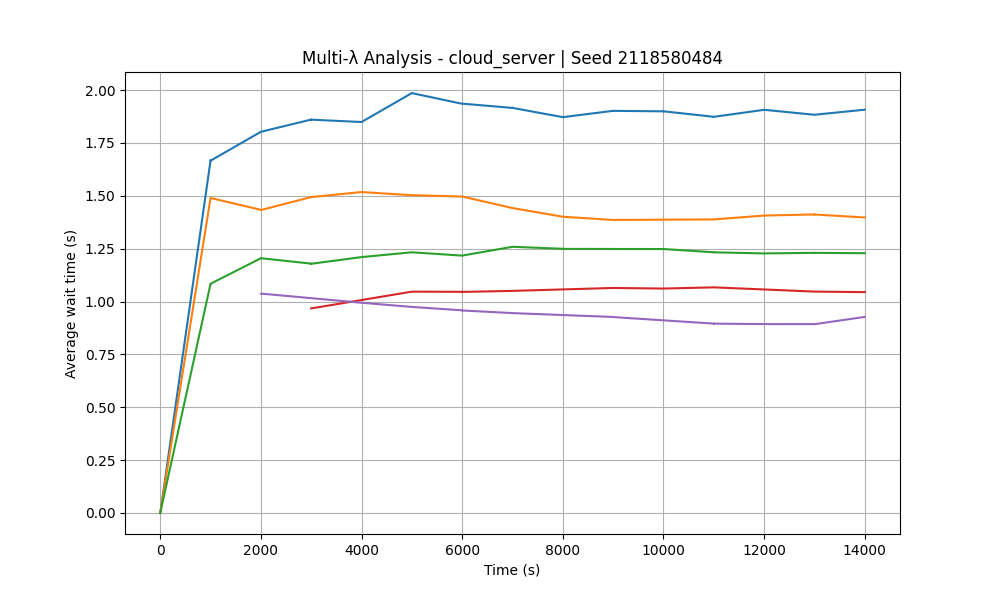 Multi-λ Analysis - cloud_server | Seed 2118580484
Average wait time (s)
2.00
1.75
1.50
1.25
1.00
0.75
0.50
0.25
0.00
0 2000 4000 6000 8000 10000 12000 14000
Time (s)